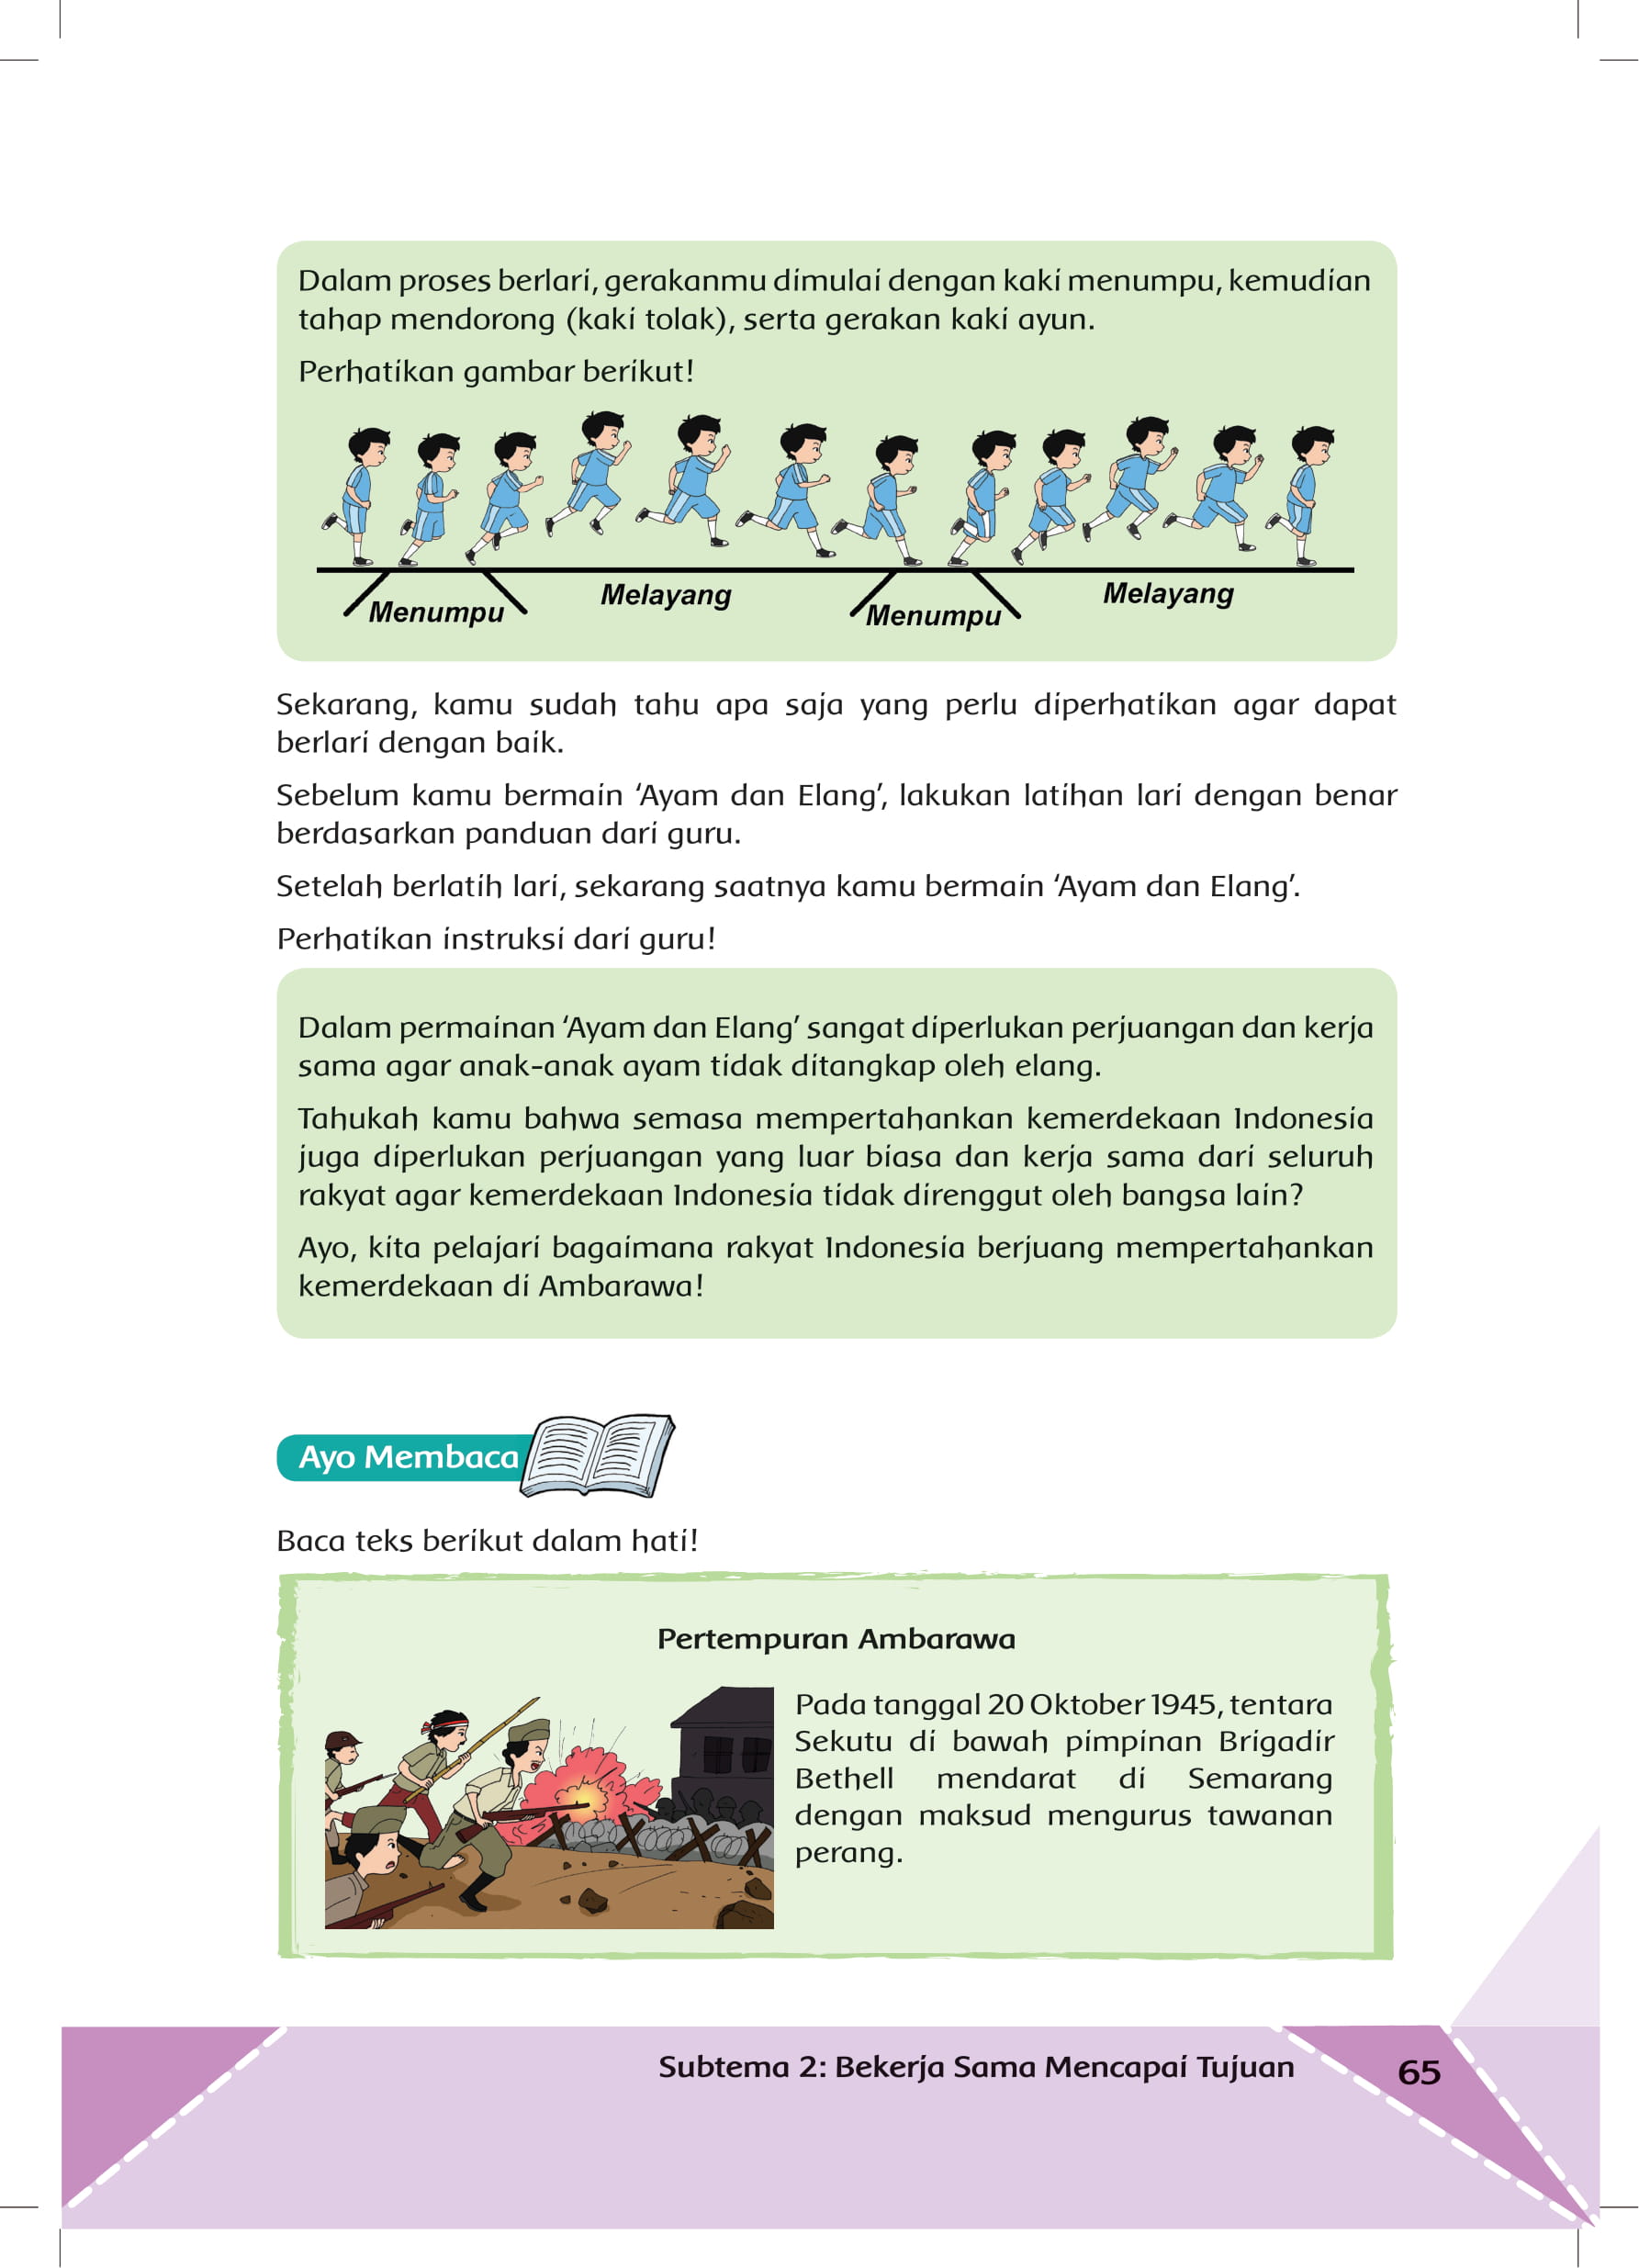 Dalam proses berlari, gerakanmu dimulai dengan kaki menumpu, kemudian
tahap mendorong (kaki tolak), serta gerakan kaki ayun.
Perhatikan gambar berikut!
Menumpu
Melayang
Menumpu
Melayang
Sekarang, kamu sudah tahu apa saja yang perlu diperhatikan agar dapat
berlari dengan baik.
Sebelum kamu bermain ‘Ayam dan Elang’, lakukan latihan lari dengan benar
berdasarkan panduan dari guru.
Setelah berlatih lari, sekarang saatnya kamu bermain ‘Ayam dan Elang’.
Perhatikan instruksi dari guru!
Dalam permainan ‘Ayam dan Elang’ sangat diperlukan perjuangan dan kerja
sama agar anak-anak ayam tidak ditangkap oleh elang.
Tahukah kamu bahwa semasa mempertahankan kemerdekaan Indonesia
juga diperlukan perjuangan yang luar biasa dan kerja sama dari seluruh
rakyat agar kemerdekaan Indonesia tidak direnggut oleh bangsa lain?
Ayo, kita pelajari bagaimana rakyat Indonesia berjuang mempertahankan
kemerdekaan di Ambarawa!
Ayo Membaca
Baca teks berikut dalam hati!
Pertempuran Ambarawa
Pada tanggal 20 Oktober 1945, tentara
Sekutu di bawah pimpinan Brigadir
Bethell mendarat di Semarang
dengan maksud mengurus tawanan
perang.
Subtema 2: Bekerja Sama Mencapai Tujuan
65